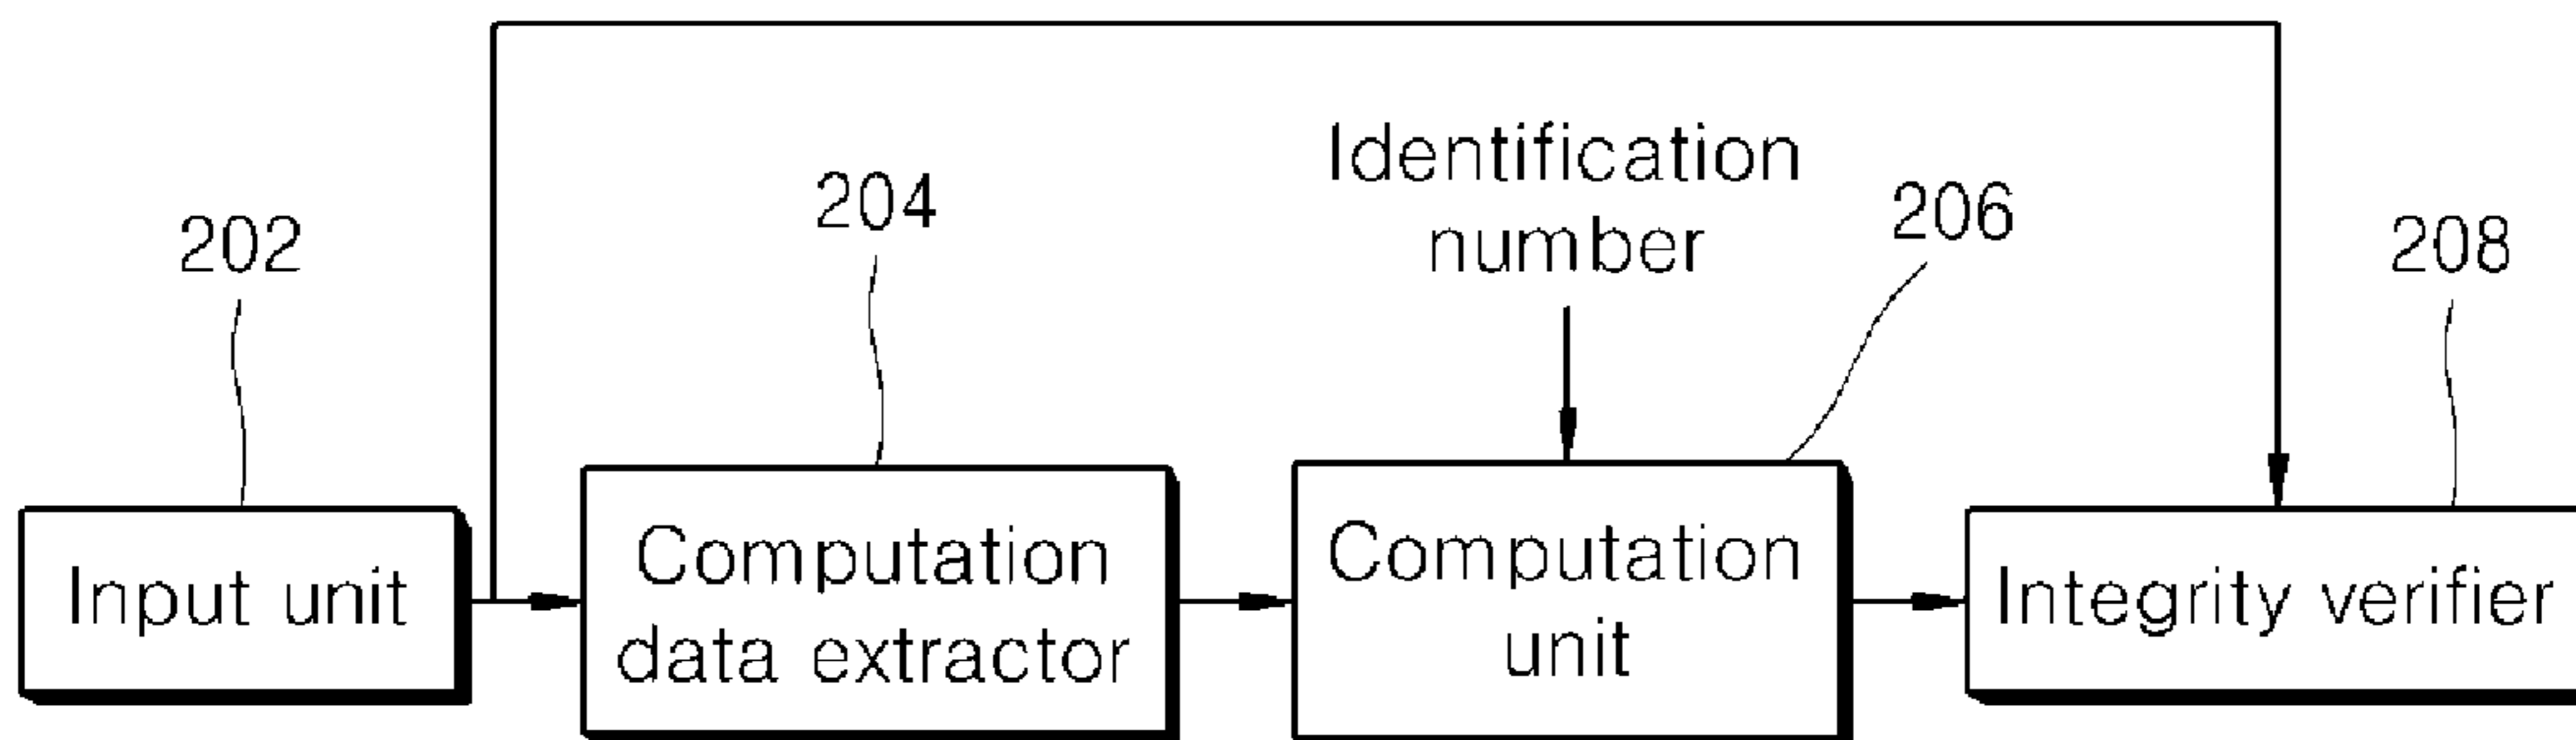 Identification
number
202
204
206
208
Input unit
Computation
data extractor
Computation
unit
Integrity verifier